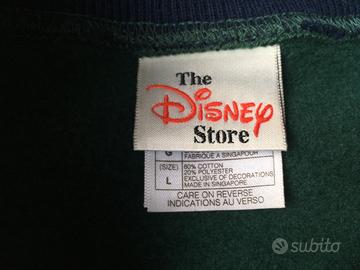 The
Disney
Store
G
FABRIQUÉ A SINGAPOUR
(SIZE)
L
80% COTTON
20% POLYESTER
EXCLUSIVE OF DECORATIONS
MADE IN SINGAPORE
CARE ON REVERSE
INDICATIONS AU VERSO
subito